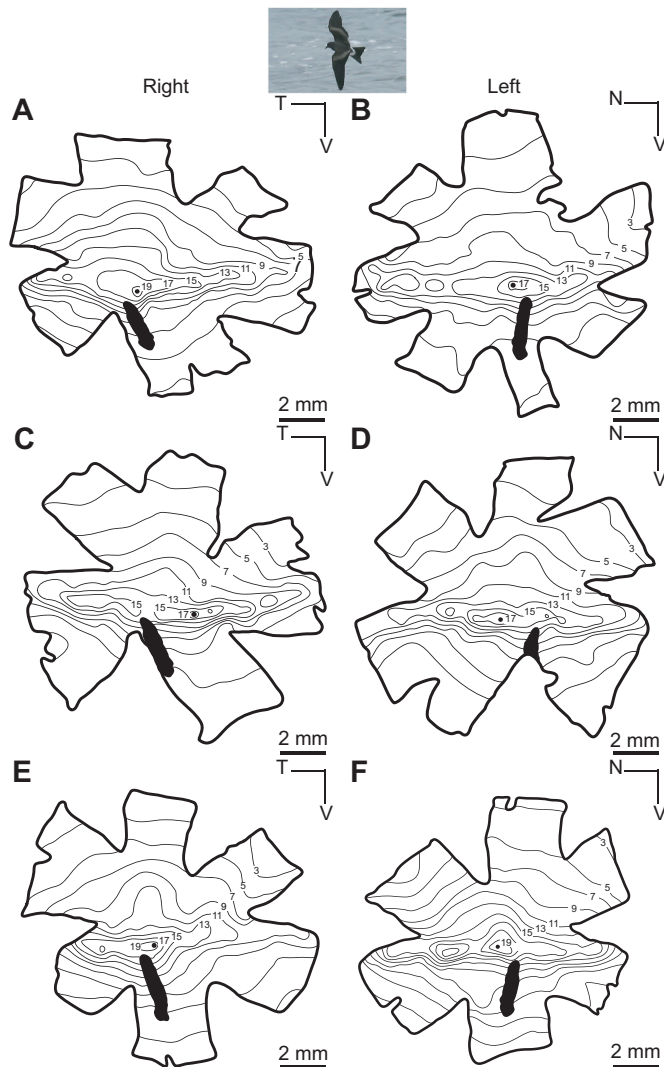 Right Left
A T V B N V
19 17 15 13 11 9 7 5
17 15 13 11 9 7 5 3
2 mm 2 mm
C T V D N V
15 15 17 13 11 9 7 5 3
17 15 13 11 9 7 5 3
2 mm 2 mm
E T V F N V
19 17 15 13 11 9 7 5 3
19 15 13 11 9 7 5 3
2 mm 2 mm